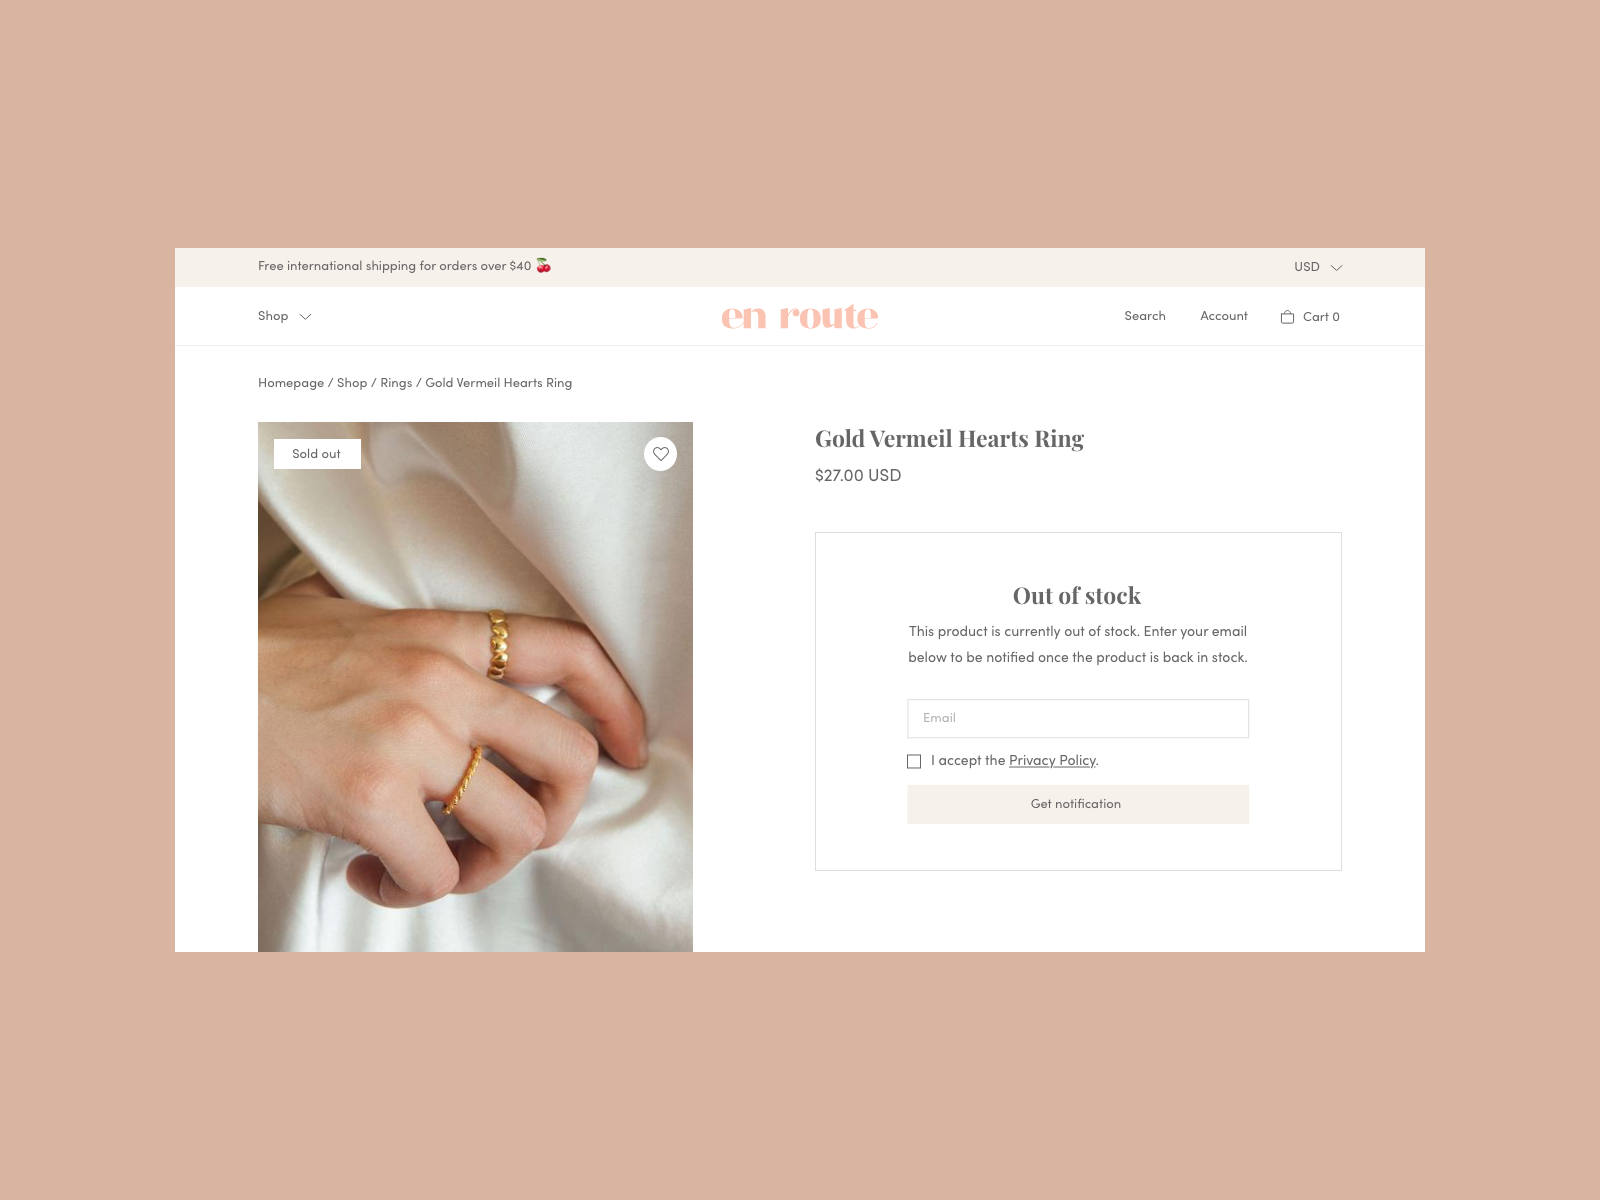 Free international shipping for orders over $40 🍒
USD
Shop
en route
Search
Account
Cart 0
Homepage / Shop / Rings / Gold Vermeil Hearts Ring
Sold out
Gold Vermeil Hearts Ring
$27.00 USD
Out of stock
This product is currently out of stock. Enter your email
below to be notified once the product is back in stock.
Email
I accept the Privacy Policy.
Get notification